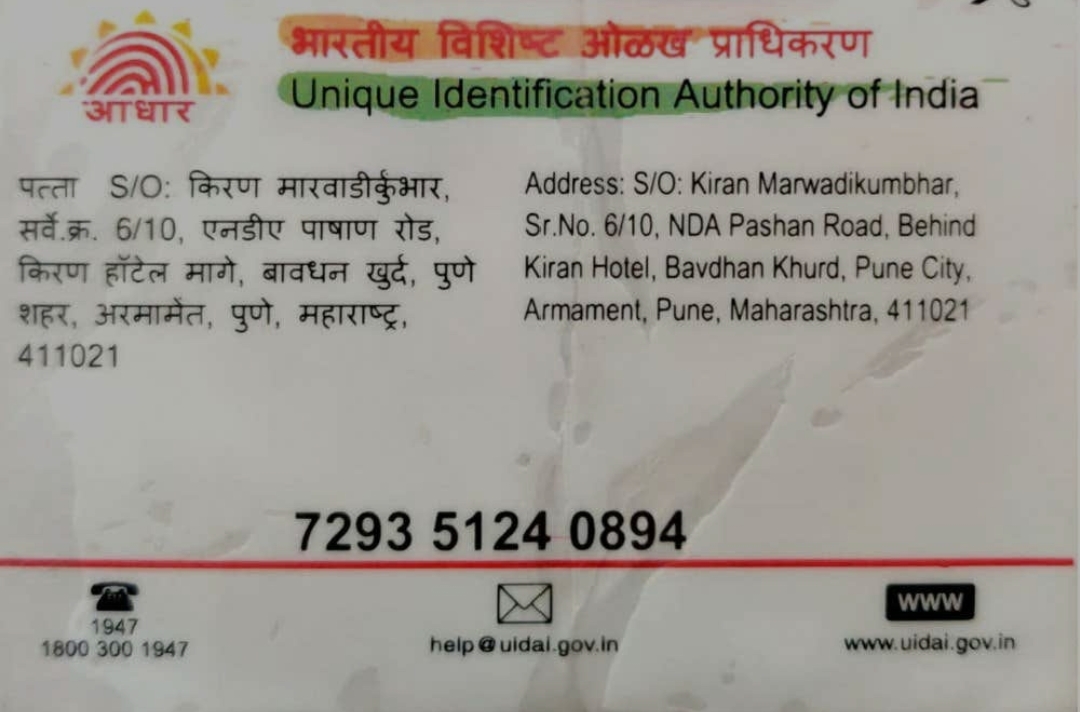 भारतीय विशिष्ट ओळख प्राधिकरण
Unique Identification Authority of India
आधार
पत्ता S/O: किरण मारवाडीकुंभार,
सर्वे.क्र. 6/10, एनडीए पाषाण रोड,
किरण हॉटेल मागे, बावधन खुर्द, पुणे
शहर, अरमामेंत, पुणे, महाराष्ट्र,
411021
Address: S/O: Kiran Marwadikumbhar,
Sr.No. 6/10, NDA Pashan Road, Behind
Kiran Hotel, Bavdhan Khurd, Pune City,
Armament, Pune, Maharashtra, 411021
7293 5124 0894
1947
1800 300 1947
help@uidai.gov.in
www
www.uidai.gov.in